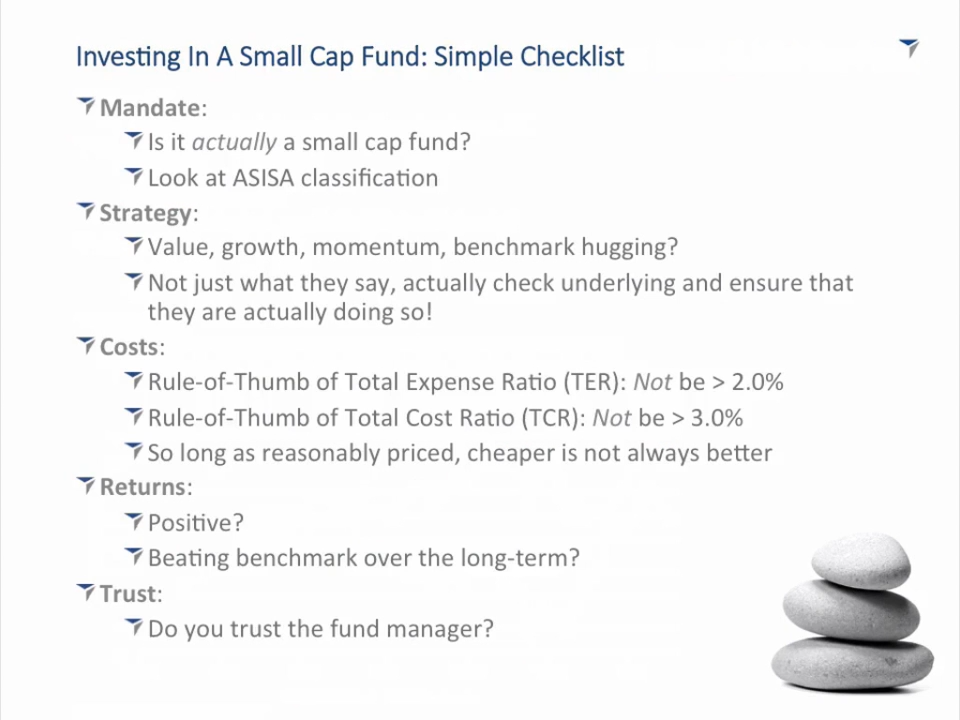 Investing In A Small Cap Fund: Simple Checklist
Mandate:
Is it actually a small cap fund?
Look at ASISA classification
Strategy:
Value, growth, momentum, benchmark hugging?
Not just what they say, actually check underlying and ensure that
they are actually doing so!
Costs:
Rule-of-Thumb of Total Expense Ratio (TER): Not be > 2.0%
Rule-of-Thumb of Total Cost Ratio (TCR): Not be > 3.0%
So long as reasonably priced, cheaper is not always better
Returns:
Positive?
Beating benchmark over the long-term?
Trust:
Do you trust the fund manager?